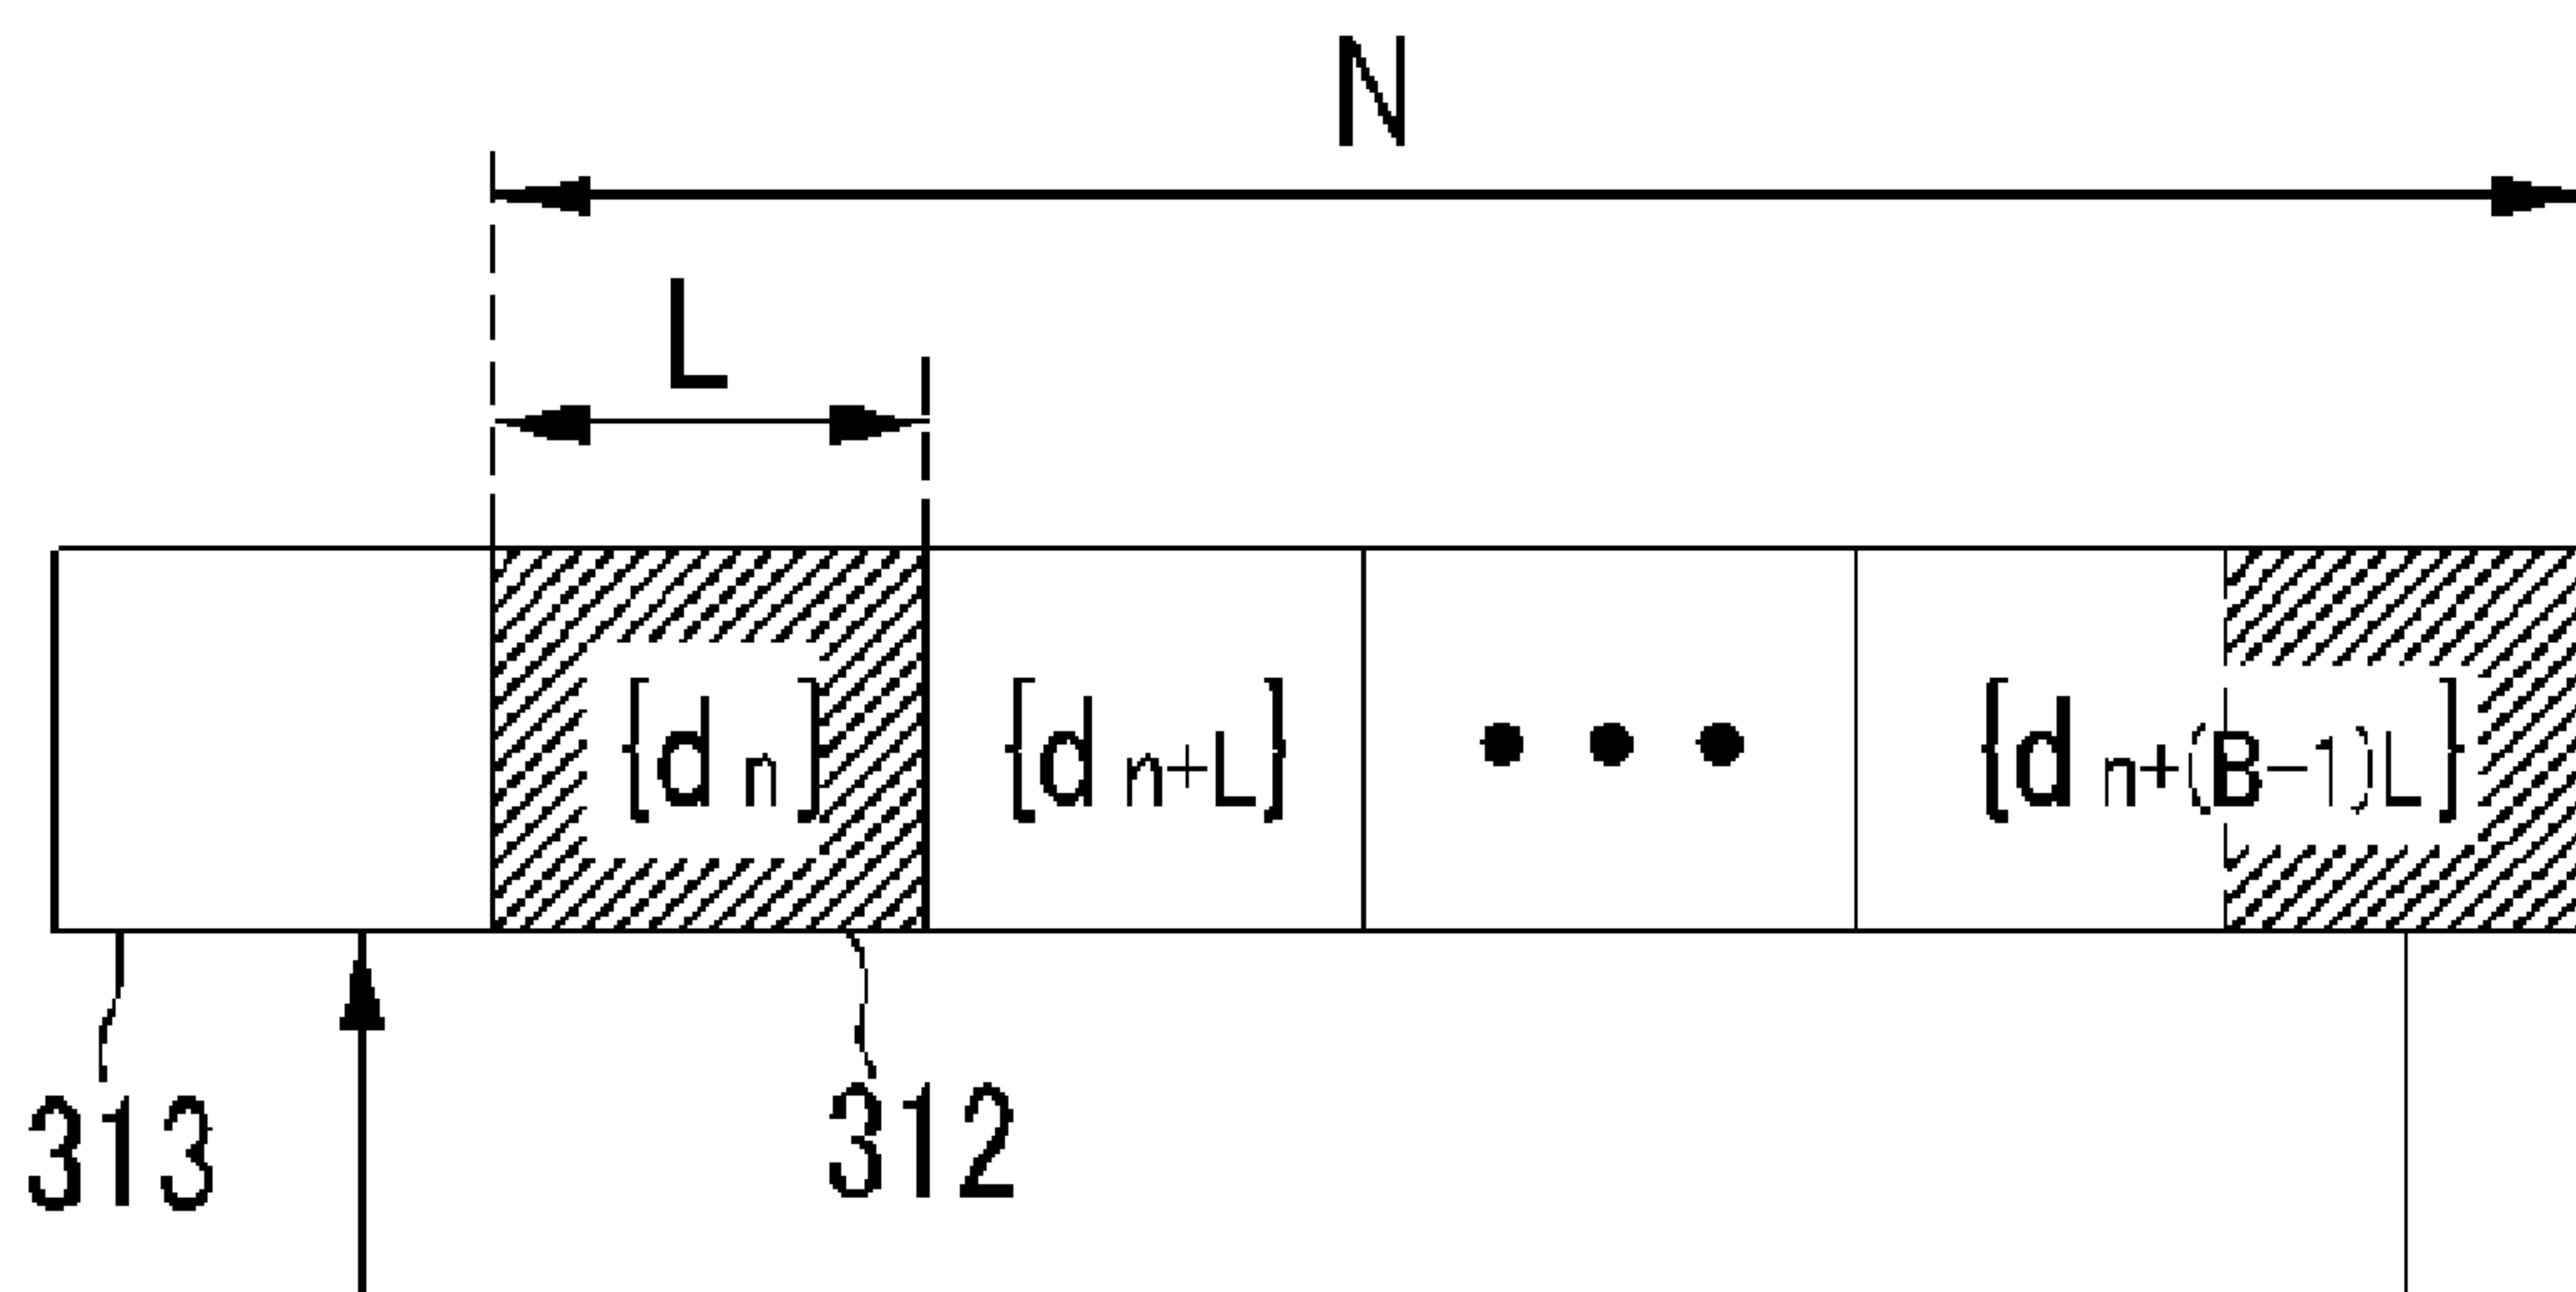 N
L
{d n} {d n+L} ••• {d n+(B−1)L}
313 312